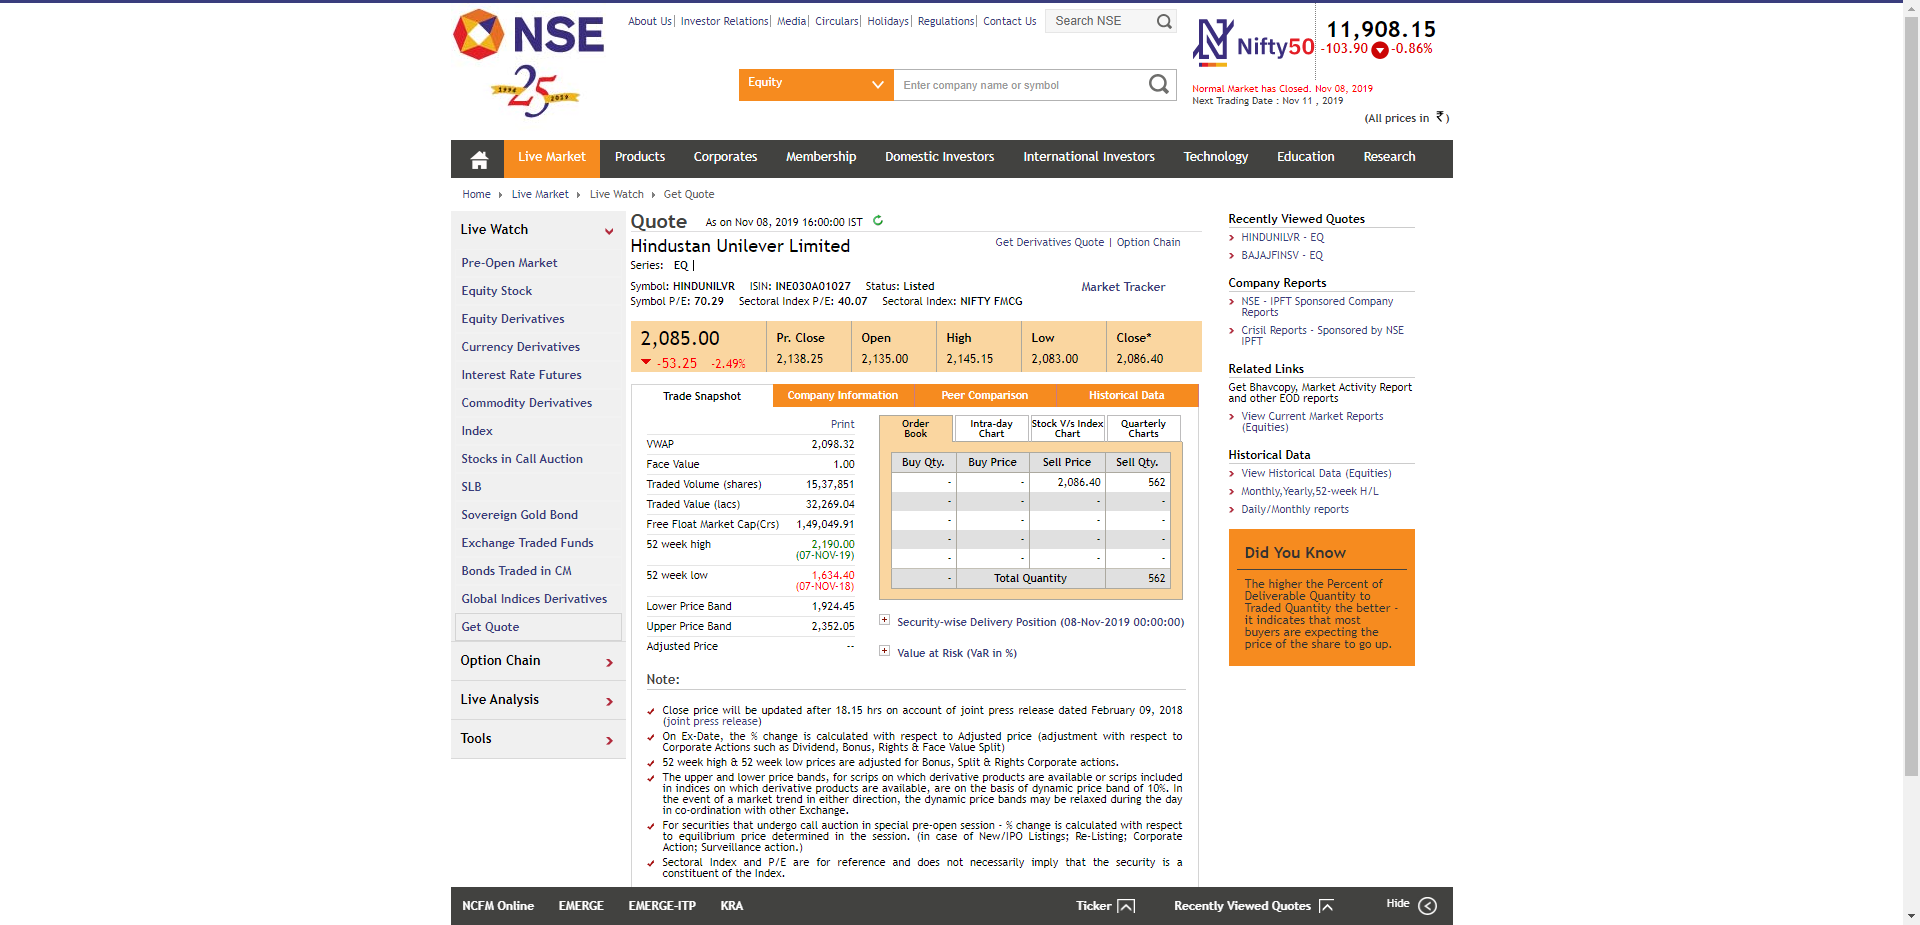 NSE
1994 25 2019
About Us | Investor Relations | Media | Circulars | Holidays | Regulations | Contact Us
Search NSE
Equity
Enter company name or symbol
Nifty50
11,908.15
-103.90 -0.86%
Normal Market has Closed. Nov 08, 2019
Next Trading Date : Nov 11 , 2019
(All prices in ₹)
Live Market Products Corporates Membership Domestic Investors International Investors Technology Education Research
Home Live Market Live Watch Get Quote
Live Watch
Pre-Open Market
Equity Stock
Equity Derivatives
Currency Derivatives
Interest Rate Futures
Commodity Derivatives
Index
Stocks in Call Auction
SLB
Sovereign Gold Bond
Exchange Traded Funds
Bonds Traded in CM
Global Indices Derivatives
Get Quote
Option Chain
Live Analysis
Tools
Quote As on Nov 08, 2019 16:00:00 IST
Hindustan Unilever Limited
Get Derivatives Quote | Option Chain
Series: EQ |
Symbol: HINDUNILVR ISIN: INE030A01027 Status: Listed
Market Tracker
Symbol P/E: 70.29 Sectoral Index P/E: 40.07 Sectoral Index: NIFTY FMCG
2,085.00
-53.25 -2.49%
Pr. Close Open High Low Close*
2,138.25 2,135.00 2,145.15 2,083.00 2,086.40
Trade Snapshot Company Information Peer Comparison Historical Data
Print
VWAP 2,098.32
Face Value 1.00
Traded Volume (shares) 15,37,851
Traded Value (lacs) 32,269.04
Free Float Market Cap(Crs) 1,49,049.91
52 week high 2,190.00
(07-NOV-19)
52 week low 1,634.40
(07-NOV-18)
Lower Price Band 1,924.45
Upper Price Band 2,352.05
Adjusted Price --
Order Book
Intra-day Chart
Stock V/s Index Chart
Quarterly Charts
Buy Qty. Buy Price Sell Price Sell Qty.
- - 2,086.40 562
- - - -
- - - -
- - - -
- - - -
- Total Quantity 562
Security-wise Delivery Position (08-Nov-2019 00:00:00)
Value at Risk (VaR in %)
Note:
Close price will be updated after 18.15 hrs on account of joint press release dated February 09, 2018
(joint press release)
On Ex-Date, the % change is calculated with respect to Adjusted price (adjustment with respect to
Corporate Actions such as Dividend, Bonus, Rights & Face Value Split)
52 week high & 52 week low prices are adjusted for Bonus, Split & Rights Corporate actions.
The upper and lower price bands, for scrips on which derivative products are available or scrips included
in indices on which derivative products are available, are on the basis of dynamic price band of 10%. In
the event of a market trend in either direction, the dynamic price bands may be relaxed during the day
in co-ordination with other Exchange.
For securities that undergo call auction in special pre-open session - % change is calculated with respect
to equilibrium price determined in the session. (in case of New/IPO Listings; Re-Listing; Corporate
Action; Surveillance action.)
Sectoral Index and P/E are for reference and does not necessarily imply that the security is a
constituent of the Index.
Recently Viewed Quotes
HINDUNILVR - EQ
BAJAJFINSV - EQ
Company Reports
NSE - IPFT Sponsored Company
Reports
Crisil Reports - Sponsored by NSE
IPFT
Related Links
Get Bhavcopy, Market Activity Report
and other EOD reports
View Current Market Reports
(Equities)
Historical Data
View Historical Data (Equities)
Monthly,Yearly,52-week H/L
Daily/Monthly reports
Did You Know
The higher the Percent of
Deliverable Quantity to
Traded Quantity the better -
it indicates that most
buyers are expecting the
price of the share to go up.
NCFM Online EMERGE EMERGE-ITP KRA Ticker Recently Viewed Quotes Hide